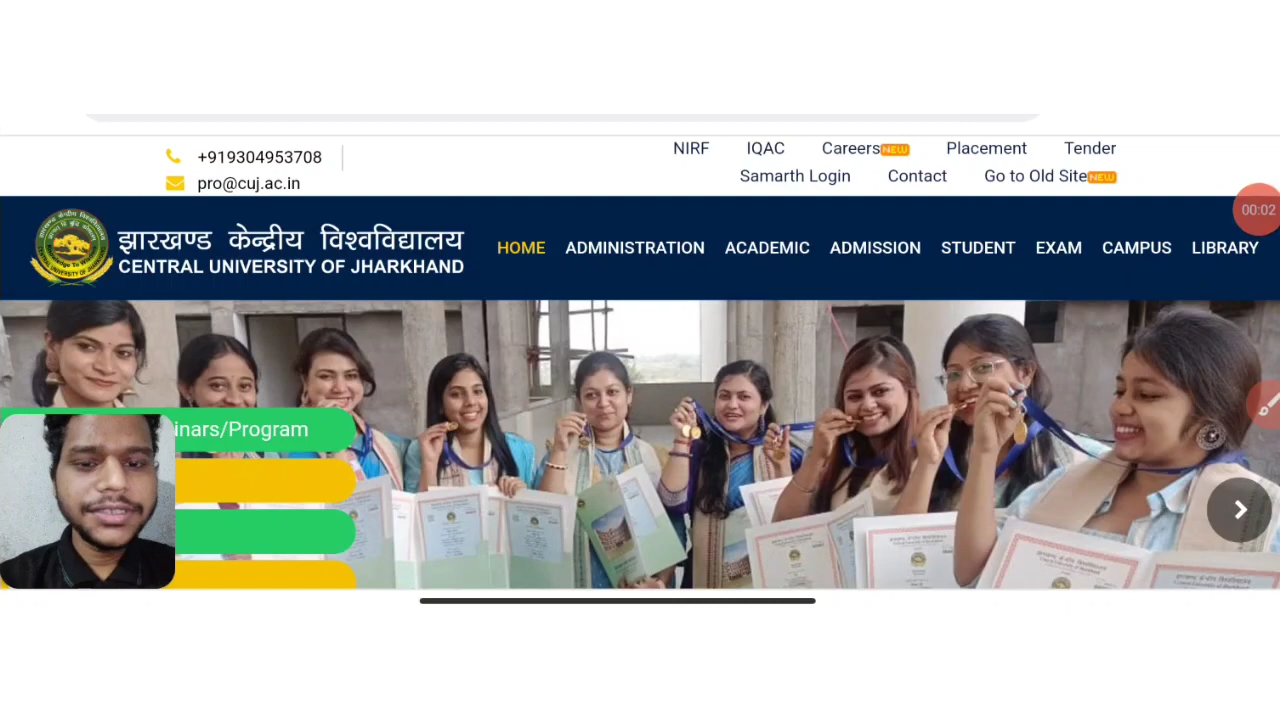 +919304953708
pro@cuj.ac.in
NIRF IQAC Careers NEW Placement Tender
Samarth Login Contact Go to Old Site NEW
00:02
झारखण्ड केन्द्रीय विश्वविद्यालय
CENTRAL UNIVERSITY OF JHARKHAND
HOME ADMINISTRATION ACADEMIC ADMISSION STUDENT EXAM CAMPUS LIBRARY
inars/Program